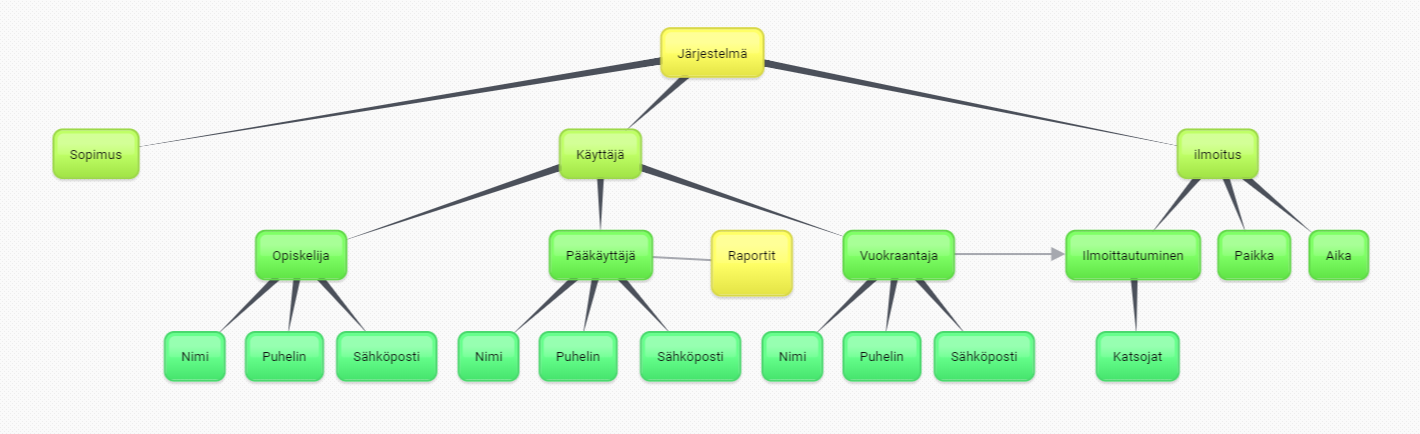 Järjestelmä
Sopimus
Käyttäjä
ilmoitus
Opiskelija
Pääkäyttäjä
Raportit
Vuokraantaja
Ilmoittautuminen
Paikka
Aika
Nimi
Puhelin
Sähköposti
Nimi
Puhelin
Sähköposti
Nimi
Puhelin
Sähköposti
Katsojat